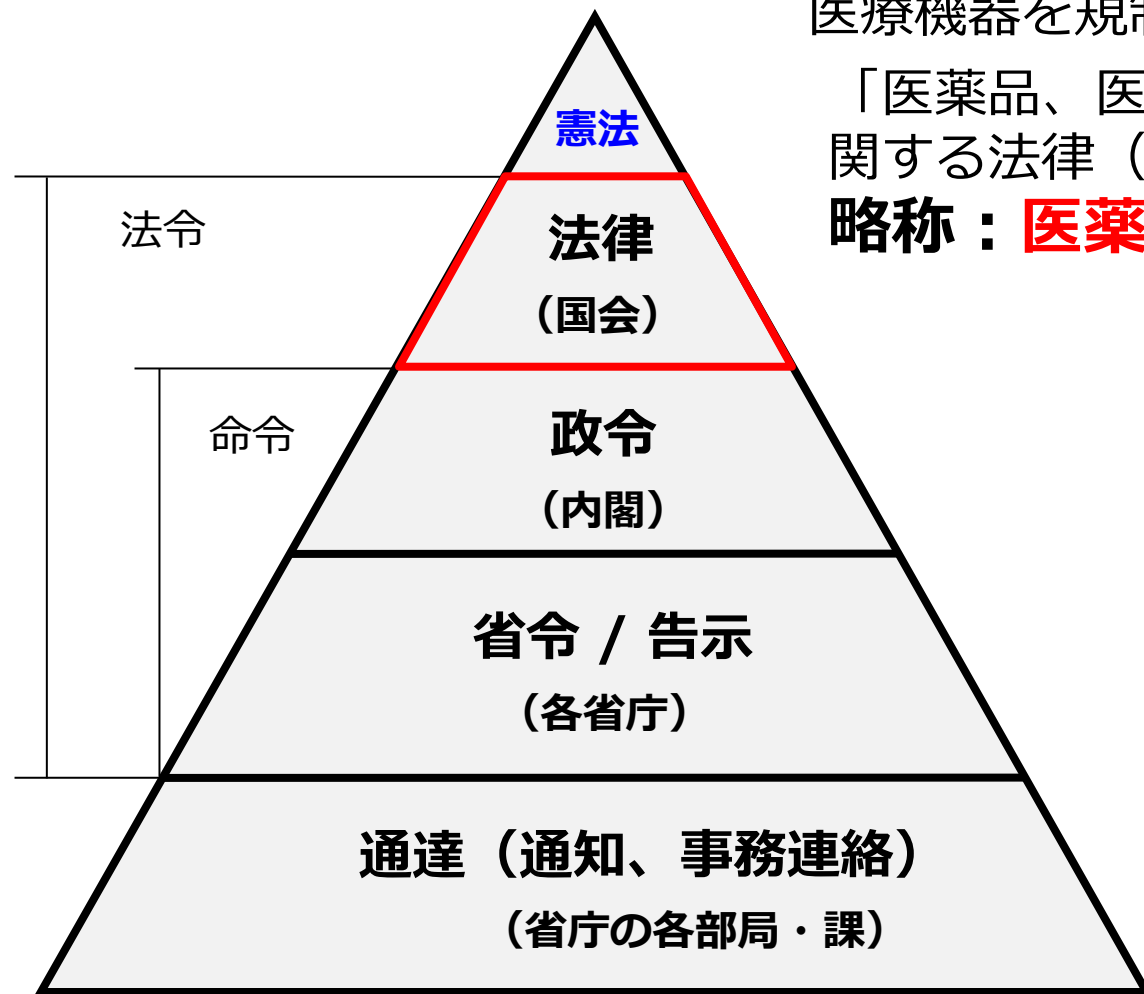 医療機器を規制
「医薬品、医
関する法律（
略称：医薬
憲法
法令
法律
（国会）
命令
政令
（内閣）
省令 / 告示
（各省庁）
通達（通知、事務連絡）
（省庁の各部局・課）